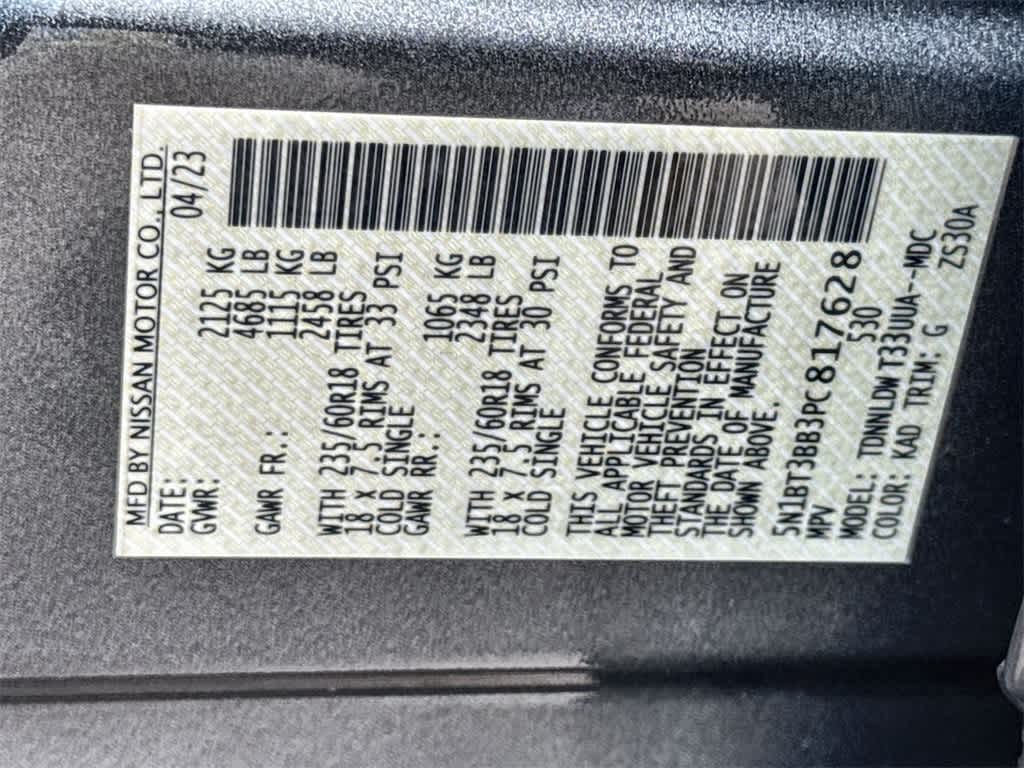 MFD BY NISSAN MOTOR CO., LTD.
DATE: 04/23
GVWR: 2125 KG
4685 LB
GAWR FR.: 1115 KG
2458 LB
WITH 235/60R18 TIRES
18 X 7.5 RIMS AT 33 PSI
COLD SINGLE
GAWR RR.: 1065 KG
2348 LB
WITH 235/60R18 TIRES
18 X 7.5 RIMS AT 30 PSI
COLD SINGLE
THIS VEHICLE CONFORMS TO
ALL APPLICABLE FEDERAL
MOTOR VEHICLE SAFETY AND
THEFT PREVENTION
STANDARDS IN EFFECT ON
THE DATE OF MANUFACTURE
SHOWN ABOVE.
5N1BT3BB3PC817628
MPV 530
MODEL: TDNNLDWT33UUA--MDC
COLOR: KAD TRIM: G ZS30A